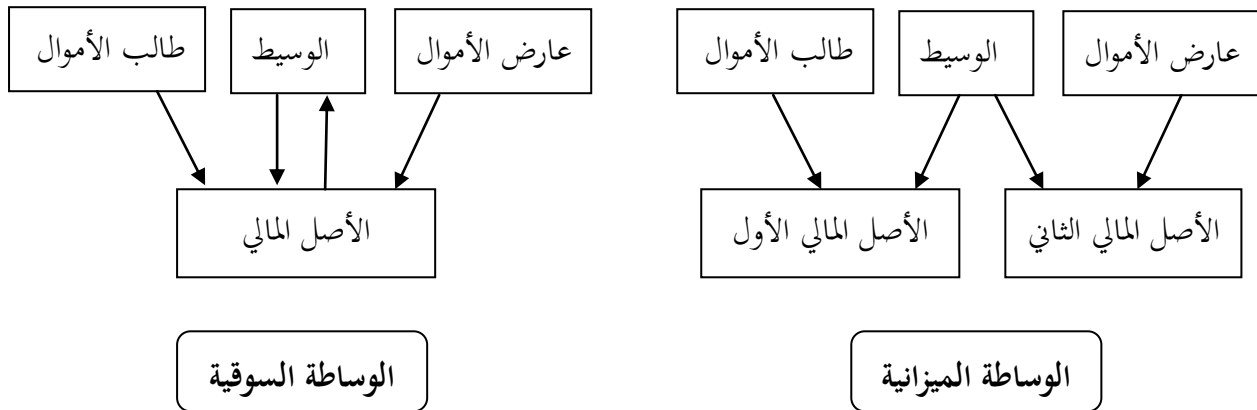 عارض الأموال
الوسيط
طالب الأموال
الأصل المالي الثاني
الأصل المالي الأول
الوساطة الميزانية
عارض الأموال
الوسيط
طالب الأموال
الأصل المالي
الوساطة السوقية